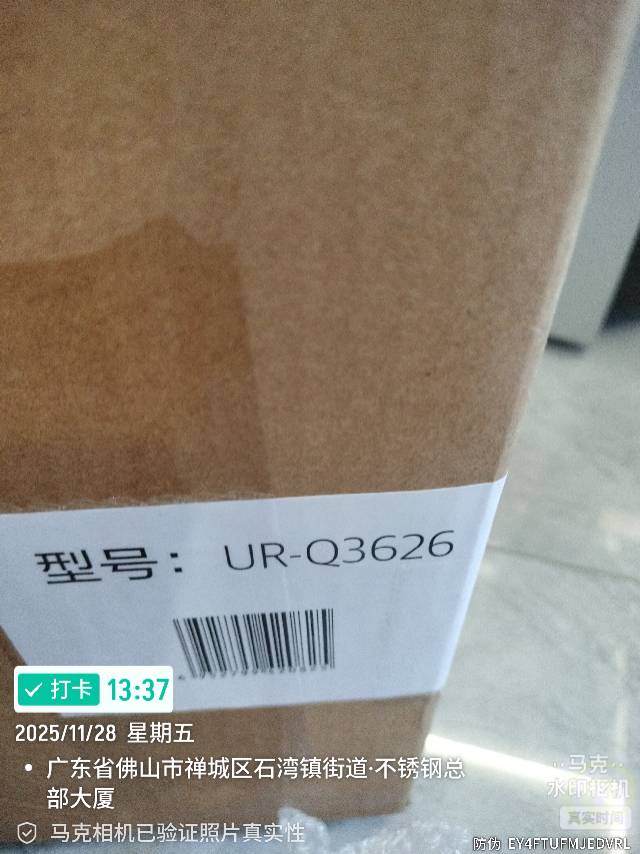 型号： UR-Q3626
打卡 13:37
2025/11/28 星期五
广东省佛山市禅城区石湾镇街道·不锈钢总
部大厦
马克相机已验证照片真实性
马克
水印相机
真实时间
防伪 EY4FTUFMJEDVRL